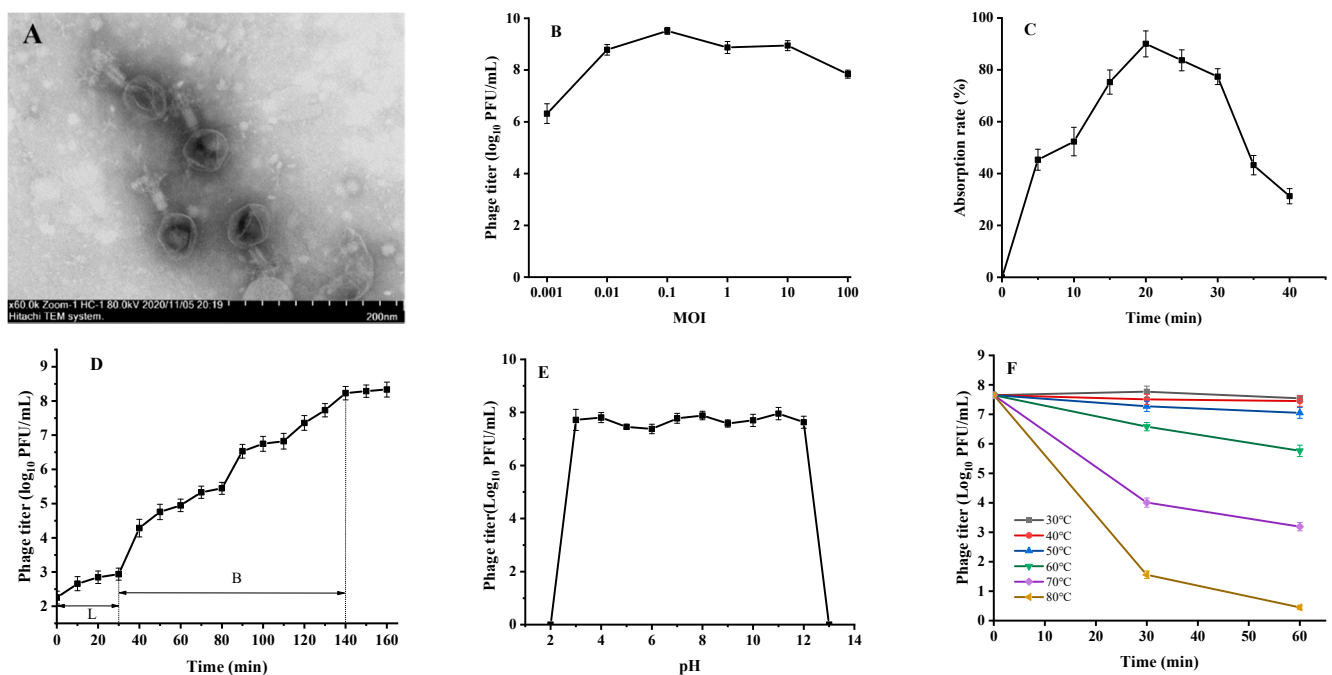 A
x60.0k Zoom-1 HC-1 80.0kV 2020/11/05 20:19
Hitachi TEM system.
200nm
B
Phage titer (log10 PFU/mL)
10
8
6
4
2
0
0.001 0.01 0.1 1 10 100
MOI
C
Absorption rate (%)
100
80
60
40
20
0
0 10 20 30 40
Time (min)
D
Phage titer (log10 PFU/mL)
9
8
7
6
5
4
3
2
B
L
0 20 40 60 80 100 120 140 160
Time (min)
E
Phage titer(Log10 PFU/mL)
10
8
6
4
2
0
2 4 6 8 10 12 14
pH
F
Phage titer (Log10 PFU/mL)
9
8
7
6
5
4
3
2
1
0
30℃
40℃
50℃
60℃
70℃
80℃
0 10 20 30 40 50 60
Time (min)